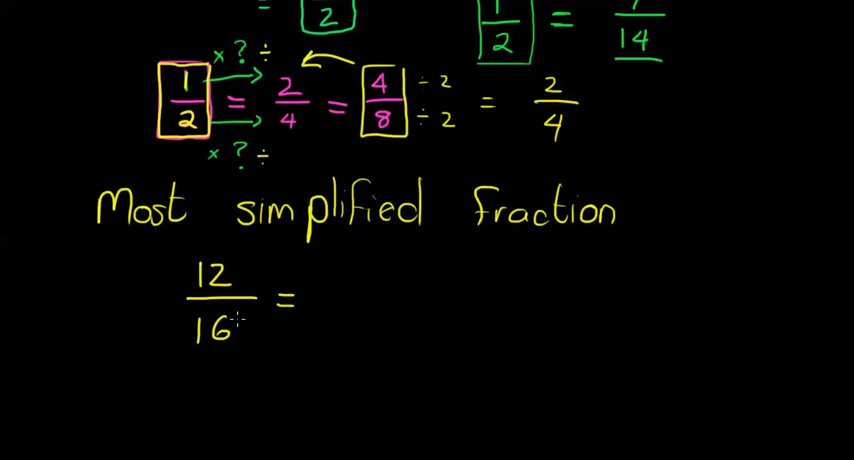 = 2
1/2 = 7/14
× ? ÷
1/2 = 2/4 = 4/8 ÷ 2 ÷ 2 = 2/4
× ? ÷
Most simplified fraction
12/16 =